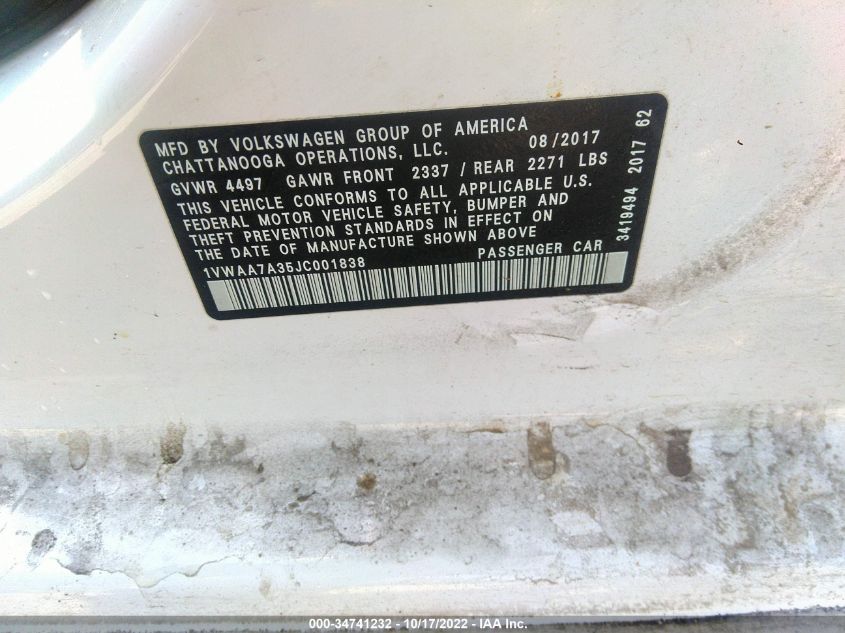 MFD BY VOLKSWAGEN GROUP OF AMERICA
CHATTANOOGA OPERATIONS, LLC. 08/2017
GVWR 4497 GAWR FRONT 2337 / REAR 2271 LBS
THIS VEHICLE CONFORMS TO ALL APPLICABLE U.S.
FEDERAL MOTOR VEHICLE SAFETY, BUMPER AND
THEFT PREVENTION STANDARDS IN EFFECT ON
THE DATE OF MANUFACTURE SHOWN ABOVE
1VWAA7A35JC001838 PASSENGER CAR
3419494 2017 62
000-34741232 - 10/17/2022 - IAA Inc.